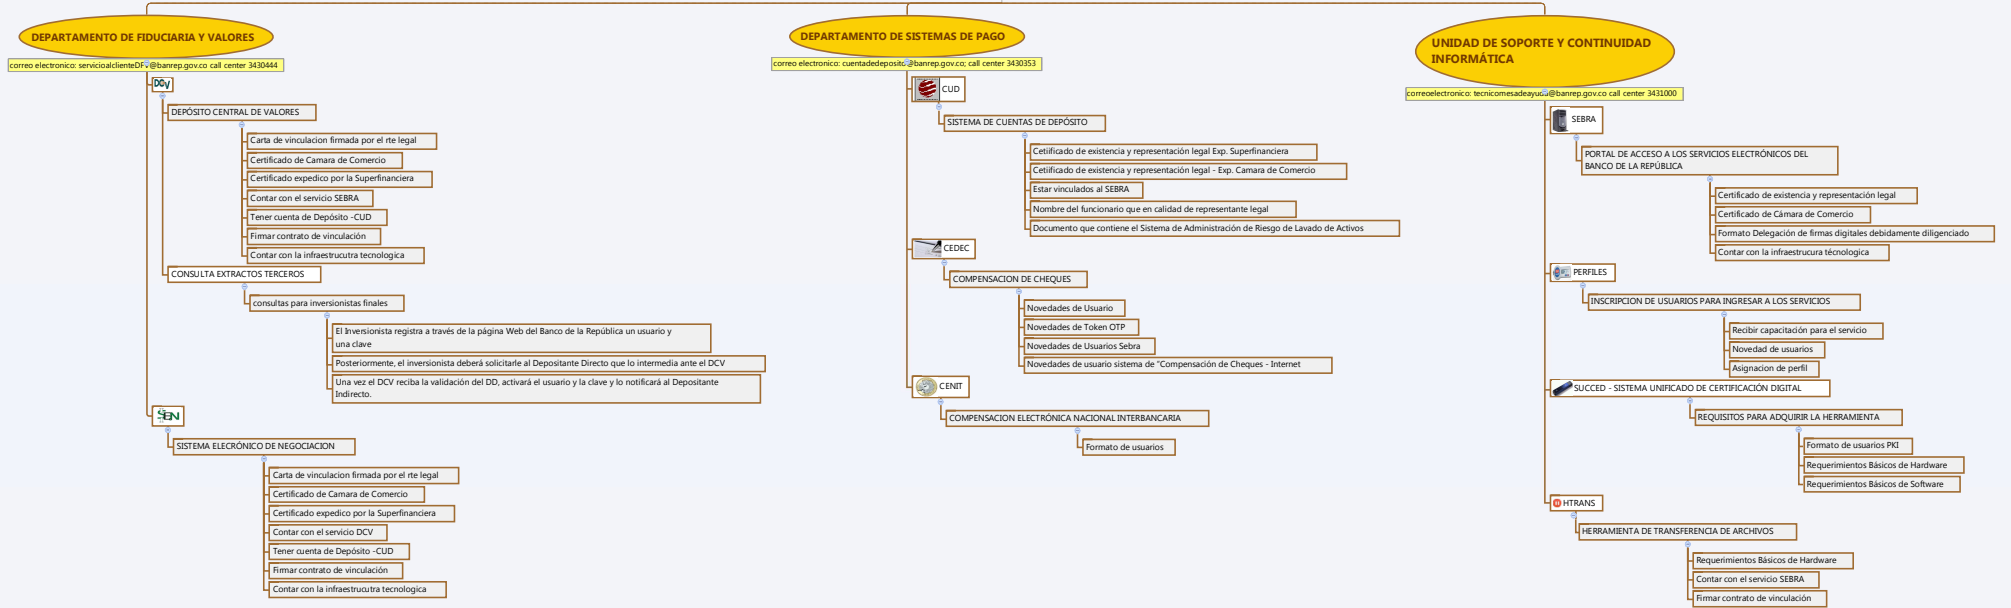 DEPARTAMENTO DE FIDUCIARIA Y VALORES
correo electronico: servicioalclienteDF @banrep.gov.co call center 3430444
DCV
DEPÓSITO CENTRAL DE VALORES
Carta de vinculacion firmada por el rte legal
Certificado de Camara de Comercio
Certificado expedico por la Superfinanciera
Contar con el servicio SEBRA
Tener cuenta de Depósito -CUD
Firmar contrato de vinculación
Contar con la infraestrucutra tecnologica
CONSULTA EXTRACTOS TERCEROS
consultas para inversionistas finales
El Inversionista registra a través de la página Web del Banco de la República un usuario y
una clave
Posteriormente, el inversionista deberá solicitarle al Depositante Directo que lo intermedia ante el DCV
Una vez el DCV reciba la validación del DD, activará el usuario y la clave y lo notificará al Depositante
Indirecto.
SEN
SISTEMA ELECRÓNICO DE NEGOCIACION
Carta de vinculacion firmada por el rte legal
Certificado de Camara de Comercio
Certificado expedico por la Superfinanciera
Contar con el servicio DCV
Tener cuenta de Depósito -CUD
Firmar contrato de vinculación
Contar con la infraestrucutra tecnologica
DEPARTAMENTO DE SISTEMAS DE PAGO
correo electronico: cuentadedeposito@banrep.gov.co; call center 3430353
CUD
SISTEMA DE CUENTAS DE DEPÓSITO
Cetiificado de existencia y representación legal Exp. Superfinanciera
Cetiificado de existencia y representación legal - Exp. Camara de Comercio
Estar vinculados al SEBRA
Nombre del funcionario que en calidad de representante legal
Documento que contiene el Sistema de Administración de Riesgo de Lavado de Activos
CEDEC
COMPENSACION DE CHEQUES
Novedades de Usuario
Novedades de Token OTP
Novedades de Usuarios Sebra
Novedades de usuario sistema de "Compensación de Cheques - Internet
CENIT
COMPENSACION ELECTRÓNICA NACIONAL INTERBANCARIA
Formato de usuarios
UNIDAD DE SOPORTE Y CONTINUIDAD
INFORMÁTICA
correoelectronico: tecnicomesadeayuda@banrep.gov.co call center 3431000
SEBRA
PORTAL DE ACCESO A LOS SERVICIOS ELECTRÓNICOS DEL
BANCO DE LA REPÚBLICA
Certificado de existencia y representación legal
Certificado de Cámara de Comercio
Formato Delegación de firmas digitales debidamente diligenciado
Contar con la infraestrucura técnologica
PERFILES
INSCRIPCION DE USUARIOS PARA INGRESAR A LOS SERVICIOS
Recibir capacitación para el servicio
Novedad de usuarios
Asignacion de perfil
SUCCED - SISTEMA UNIFICADO DE CERTIFICACIÓN DIGITAL
REQUISITOS PARA ADQUIRIR LA HERRAMIENTA
Formato de usuarios PKI
Requerimientos Básicos de Hardware
Requerimientos Básicos de Software
HTRANS
HERRAMIENTA DE TRANSFERENCIA DE ARCHIVOS
Requerimientos Básicos de Hardware
Contar con el servicio SEBRA
Firmar contrato de vinculación